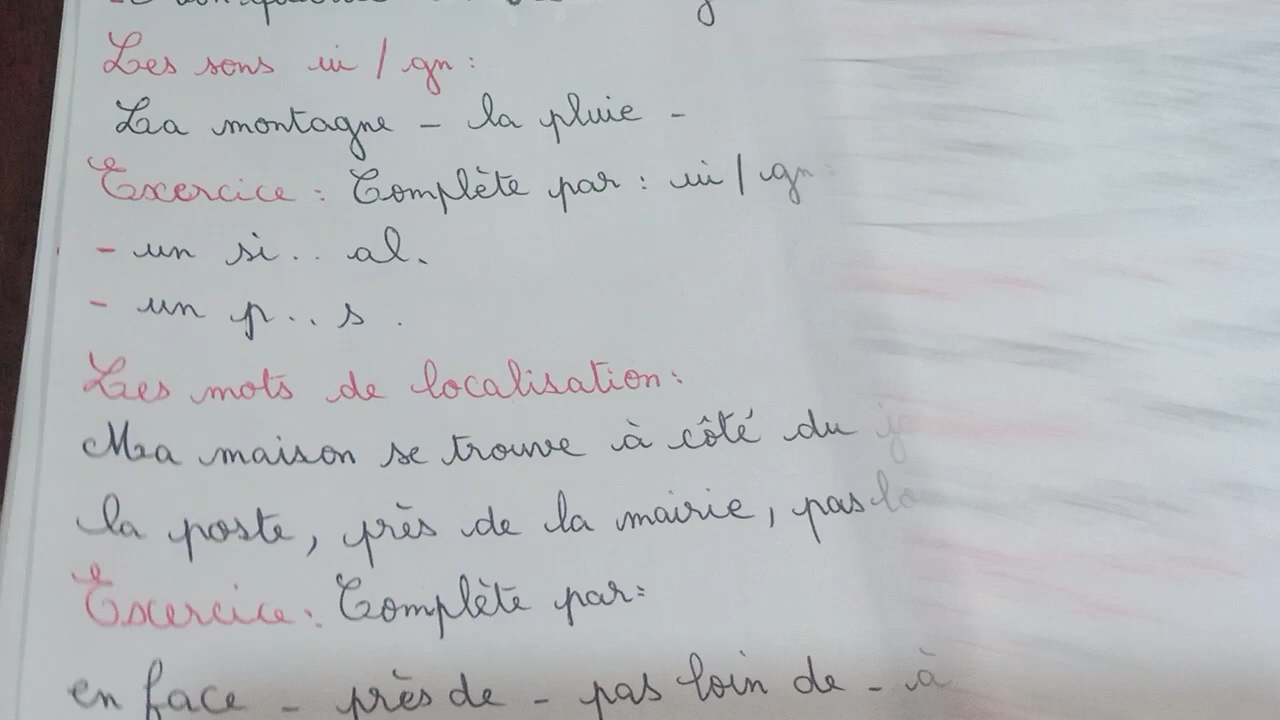 Les sons ui / gn :
La montagne - la pluie -
Exercice : Complète par : ui / gn
- un si.. al.
- un p... s.
Les mots de localisation :
Ma maison se trouve à côté du
la poste, près de la mairie, pas
Exercice : Complète par :
en face - près de - pas loin de - à